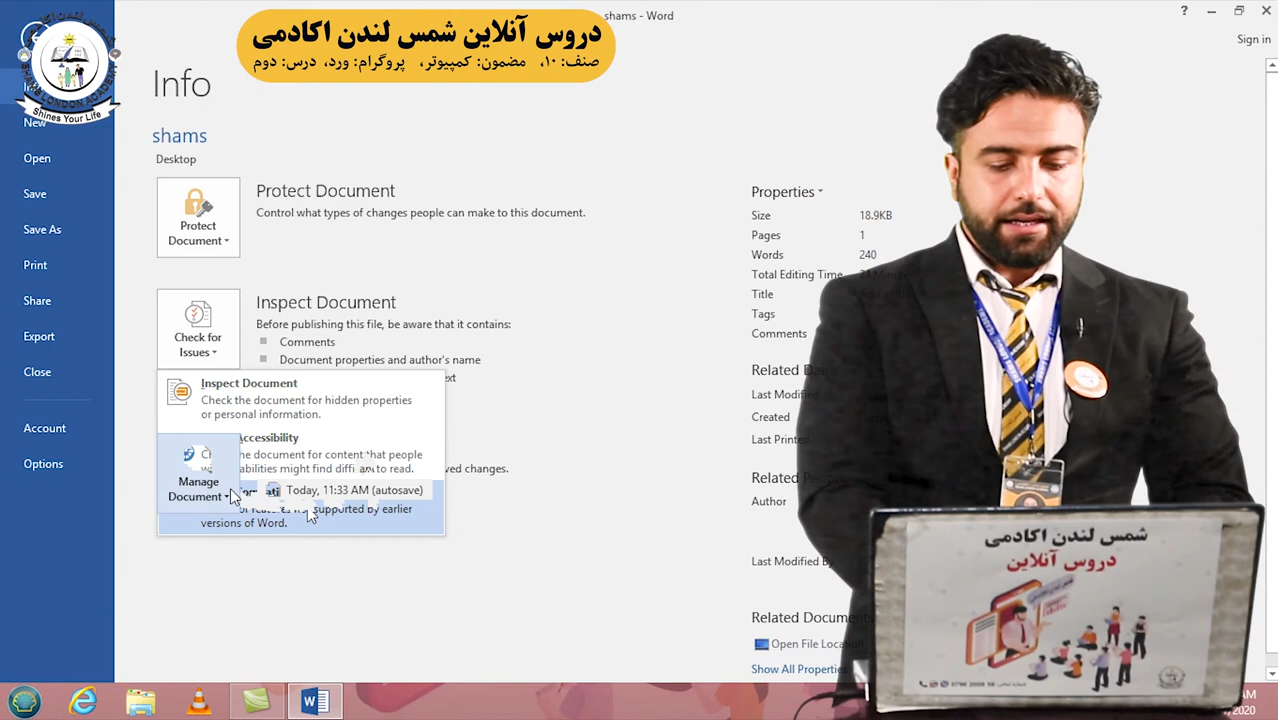 shams - Word
Sign in
دروس آنلاین شمس لندن اکادمی
صنف: ۱۰، مضمون: کمپیوتر، پروگرام: ورد، درس: دوم
SHAMS LONDON ACADEMY
Shines Your Life
New
Open
Save
Save As
Print
Share
Export
Close
Account
Options
Info
shams
Desktop
Protect Document
Protect Document
Control what types of changes people can make to this document.
Check for Issues
Inspect Document
Before publishing this file, be aware that it contains:
Comments
Document properties and author's name
Inspect Document
Check the document for hidden properties
or personal information.
Accessibility
the document for content that people
to read.
changes.
Manage Document
Today, 11:33 AM (autosave)
supported by earlier
versions of Word.
Properties
Size 18.9KB
Pages 1
Words 240
Total Editing Time
Title
Tags
Comments
Related
Last Modified
Created
Last Printed
Related
Author
Last Modified By
Related Documents
Open File Location
Show All Properties
شمس لندن اکادمی
دروس آنلاین